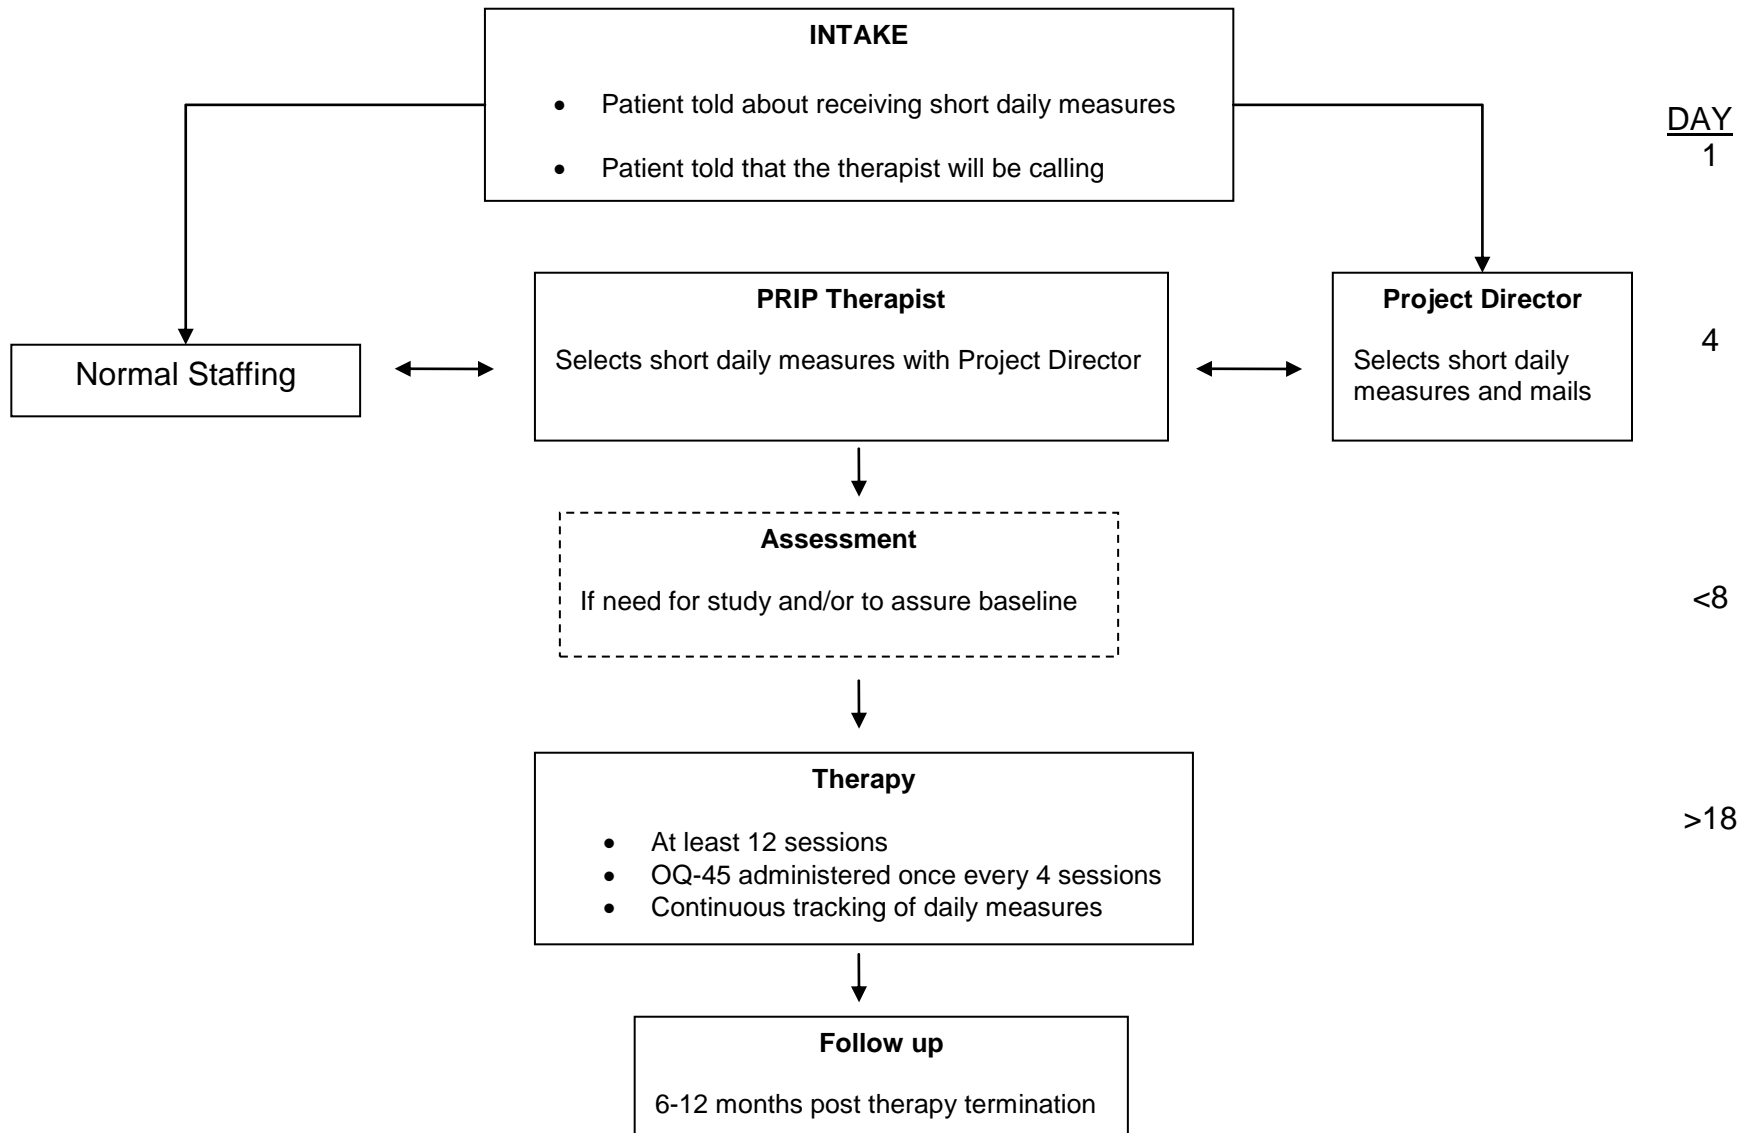 INTAKE
• Patient told about receiving short daily measures
• Patient told that the therapist will be calling
DAY
1
Normal Staffing
PRIP Therapist
Selects short daily measures with Project Director
Project Director
Selects short daily
measures and mails
4
Assessment
If need for study and/or to assure baseline
<8
Therapy
• At least 12 sessions
• OQ-45 administered once every 4 sessions
• Continuous tracking of daily measures
>18
Follow up
6-12 months post therapy termination